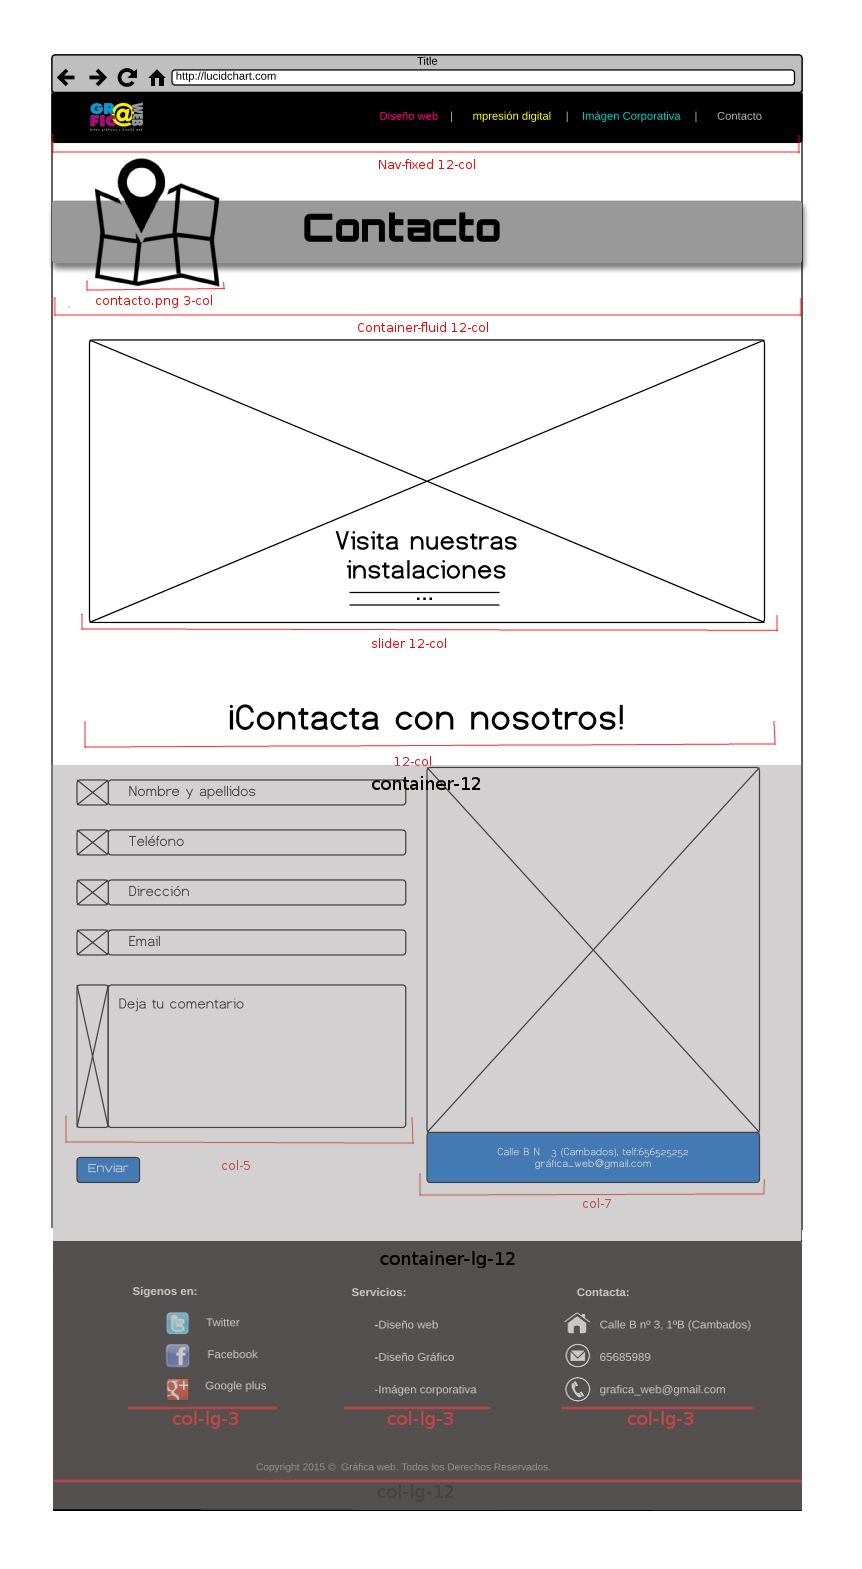 Title
http://lucidchart.com
GR@
FIC
WEB
Diseño web | mpresión digital | Imágen Corporativa | Contacto
Nav-fixed 12-col
Contacto
contacto.png 3-col
Container-fluid 12-col
Visita nuestras
instalaciones
...
slider 12-col
¡Contacta con nosotros!
12-col
container-12
Nombre y apellidos
Teléfono
Dirección
Email
Deja tu comentario
Calle B N 3 (Cambados), telf:656525252
gráfica_web@gmail.com
Enviar
col-5
col-7
container-lg-12
Sigenos en:
Twitter
Facebook
Google plus
col-lg-3
Servicios:
-Diseño web
-Diseño Gráfico
-Imágen corporativa
col-lg-3
Contacta:
Calle B nº 3, 1ºB (Cambados)
65685989
grafica_web@gmail.com
col-lg-3
Copyright 2015 © Gráfica web. Todos los Derechos Reservados.
col-lg-12